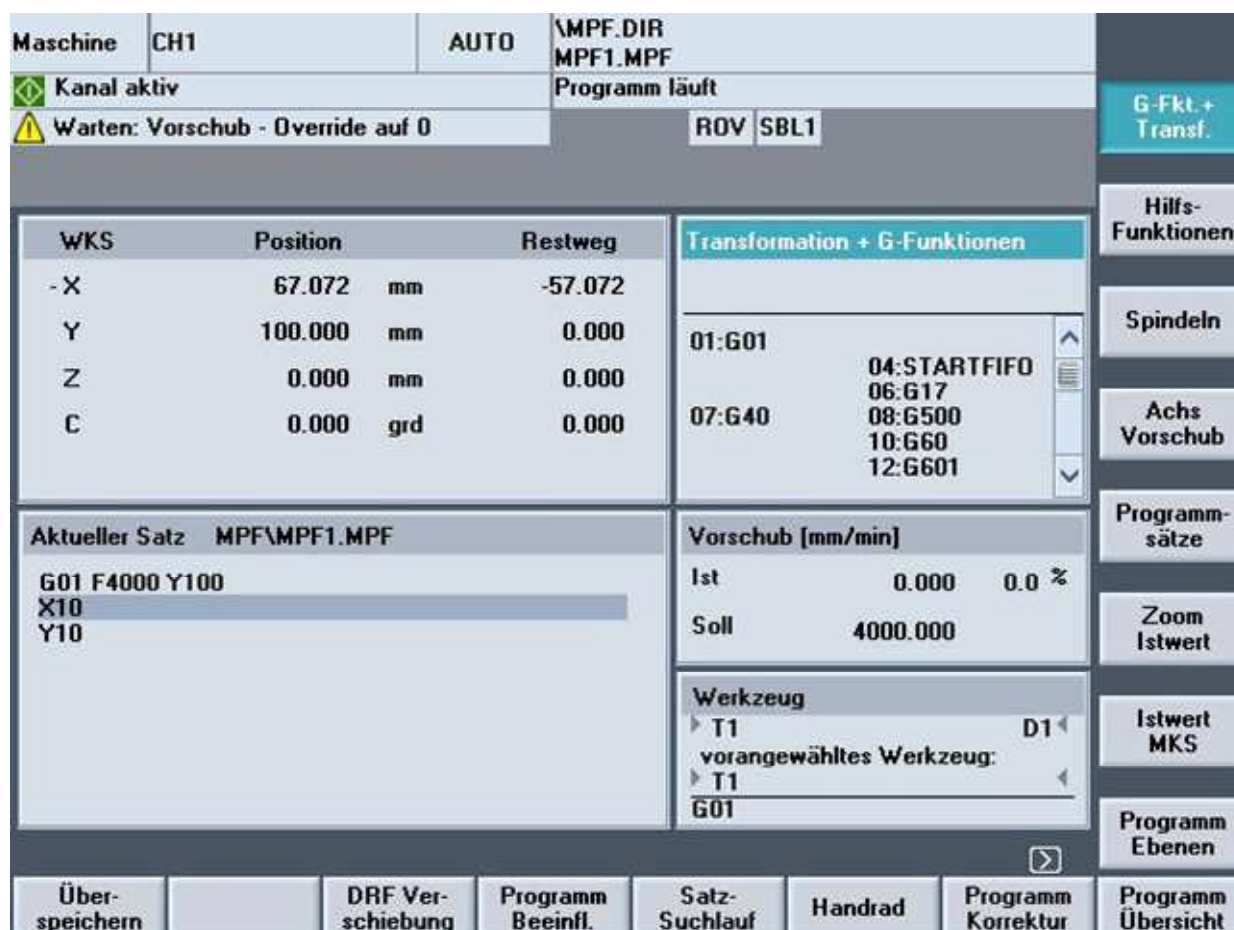 Maschine CH1 AUTO \MPF.DIR
MPF1.MPF
Kanal aktiv Programm läuft
Warten: Vorschub - Override auf 0 ROV SBL1
WKS Position Restweg
-X 67.072 mm -57.072
Y 100.000 mm 0.000
Z 0.000 mm 0.000
C 0.000 grd 0.000
Transformation + G-Funktionen
01:G01
04:STARTFIFO
06:G17
07:G40 08:G500
10:G60
12:G601
Aktueller Satz MPF\MPF1.MPF
G01 F4000 Y100
X10
Y10
Vorschub [mm/min]
Ist 0.000 0.0 %
Soll 4000.000
Werkzeug
T1 D1
vorangewähltes Werkzeug:
T1
G01
G-Fkt.+
Transf.
Hilfs-
Funktionen
Spindeln
Achs
Vorschub
Programm-
sätze
Zoom
Istwert
Istwert
MKS
Programm
Ebenen
Über-
speichern
DRF Ver-
schiebung
Programm
Beeinfl.
Satz-
Suchlauf
Handrad
Programm
Korrektur
Programm
Übersicht